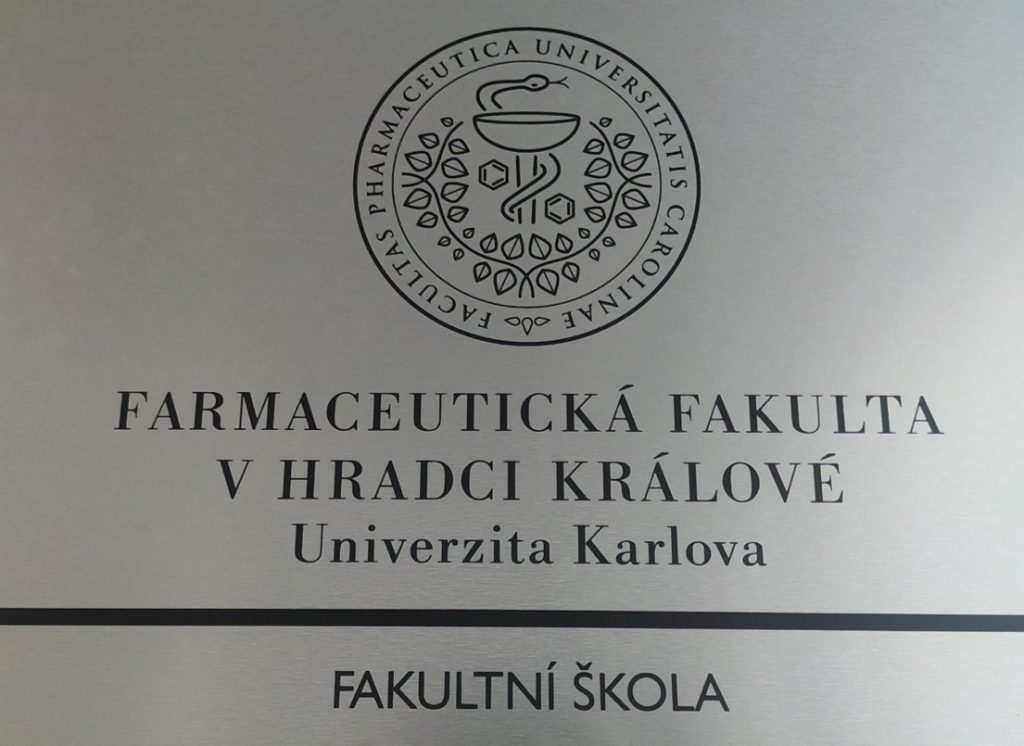 FACULTAS PHARMACEUTICA UNIVERSITATIS CAROLINAE
FARMACEUTICKÁ FAKULTA
V HRADCI KRÁLOVÉ
Univerzita Karlova
FAKULTNÍ ŠKOLA